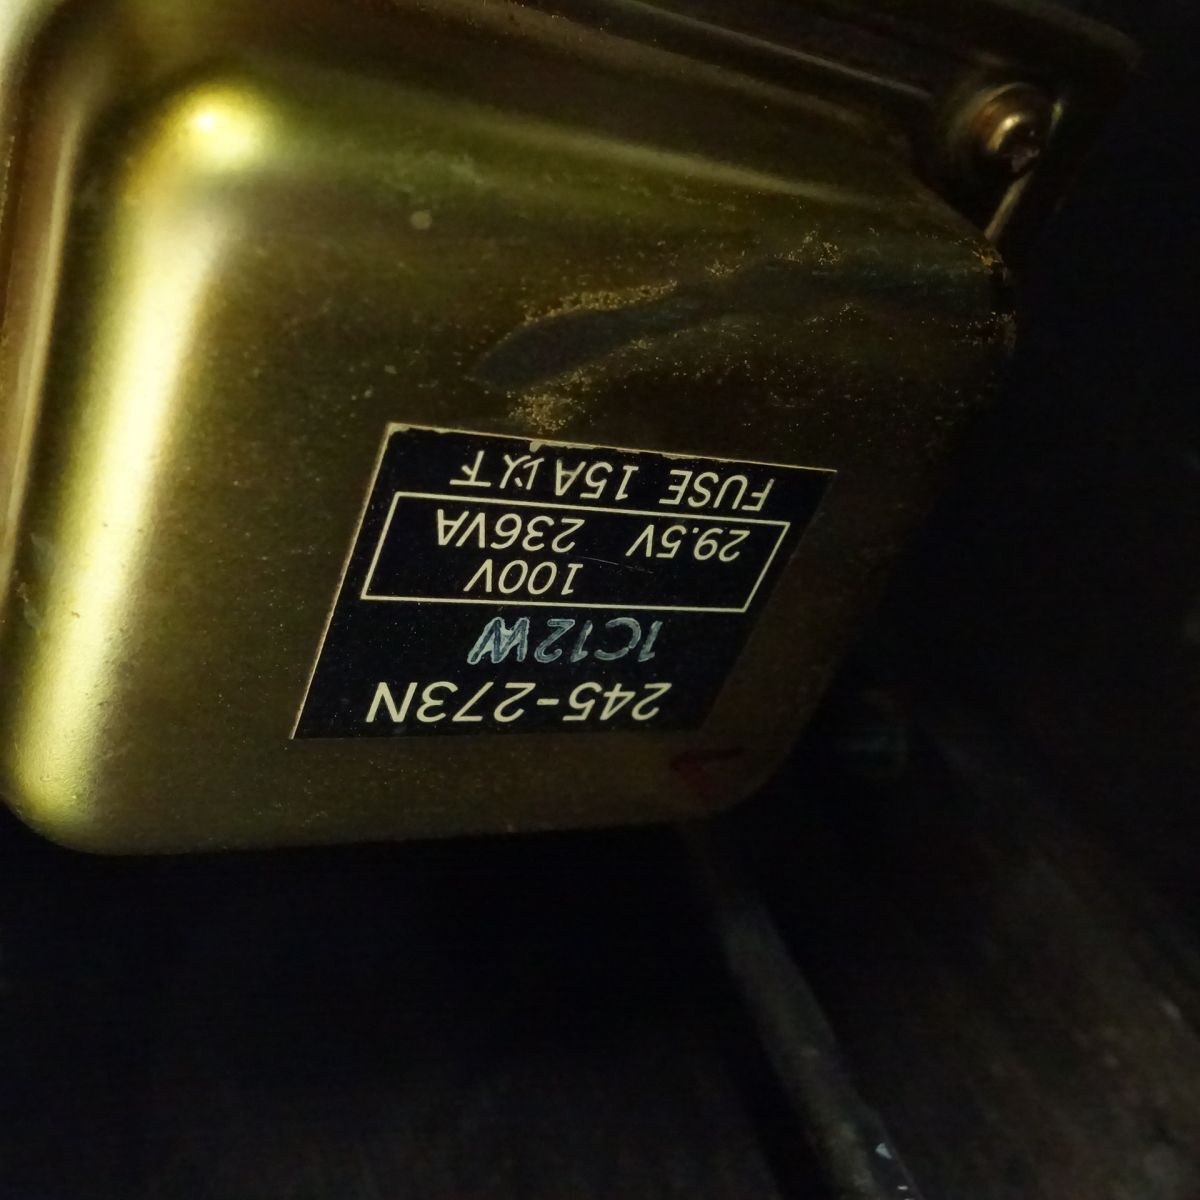 245-273N
1C12W
100V
29.5V 236VA
FUSE 15A以下